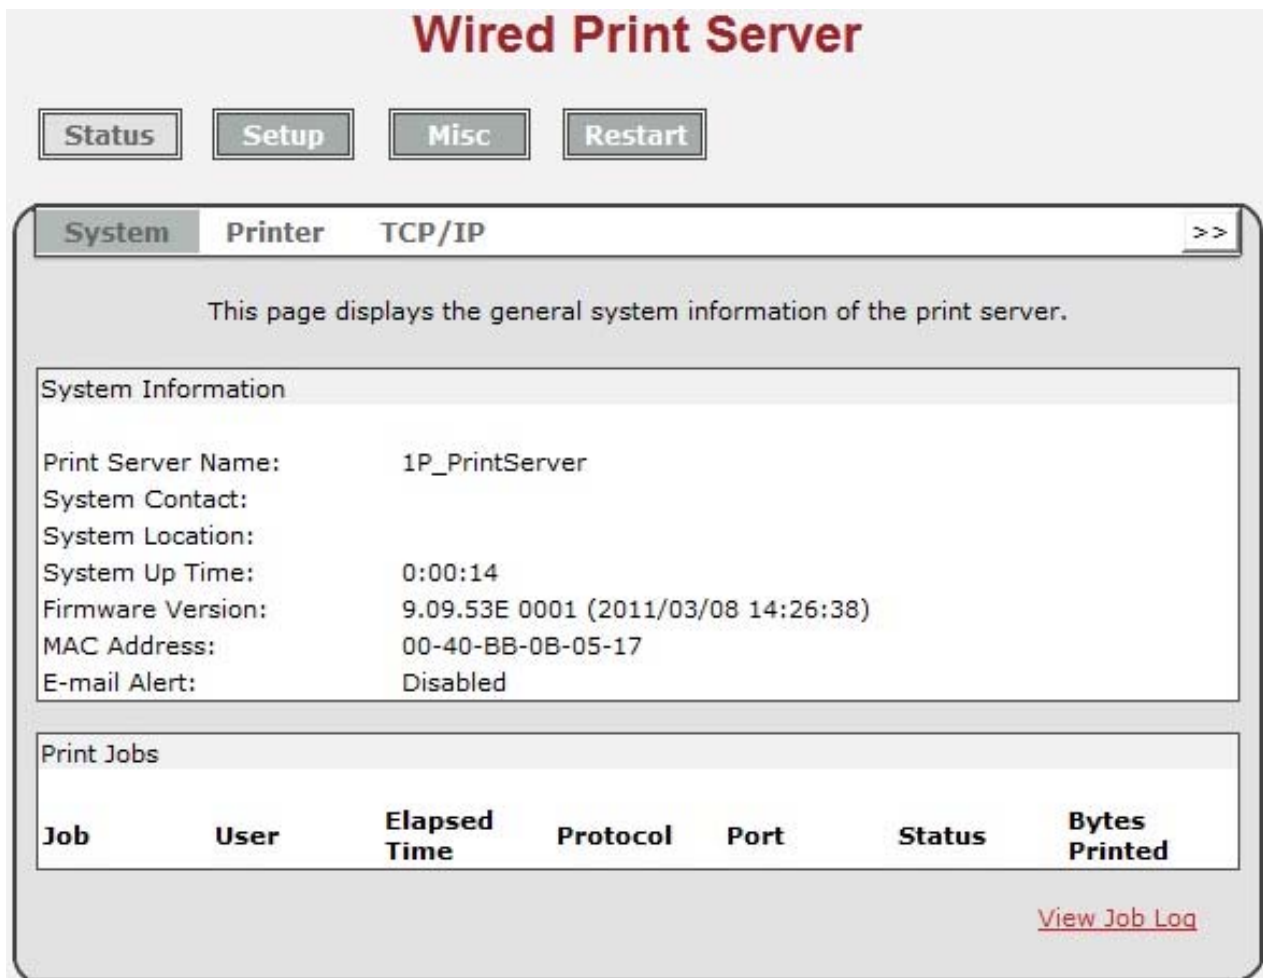 Wired Print Server
Status Setup Misc Restart
System Printer TCP/IP >>
This page displays the general system information of the print server.
System Information
Print Server Name: 1P_PrintServer
System Contact:
System Location:
System Up Time: 0:00:14
Firmware Version: 9.09.53E 0001 (2011/03/08 14:26:38)
MAC Address: 00-40-BB-0B-05-17
E-mail Alert: Disabled
Print Jobs
Job User Elapsed Time Protocol Port Status Bytes Printed
View Job Log